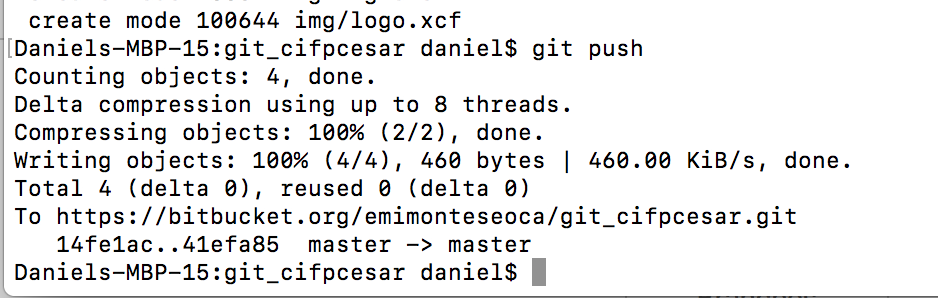 create mode 100644 img/logo.xcf
[Daniels-MBP-15:git_cifpcesar daniel$ git push
Counting objects: 4, done.
Delta compression using up to 8 threads.
Compressing objects: 100% (2/2), done.
Writing objects: 100% (4/4), 460 bytes | 460.00 KiB/s, done.
Total 4 (delta 0), reused 0 (delta 0)
To https://bitbucket.org/emimonteseoca/git_cifpcesar.git
   14fe1ac..41efa85  master -> master
Daniels-MBP-15:git_cifpcesar daniel$